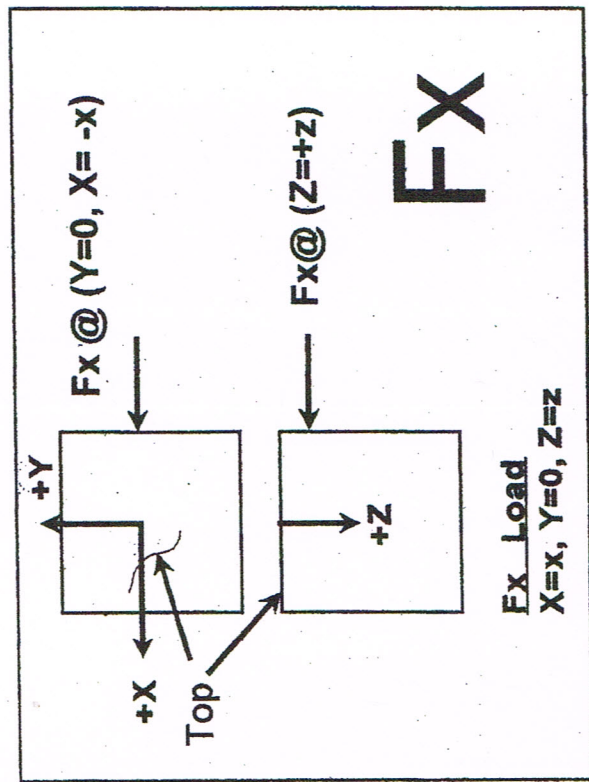 +Y
Fx @ (Y=0, X= -x)
+X
Top
Fx@ (Z=+z)
+Z
Fx Load
X=x, Y=0, Z=z
Fx